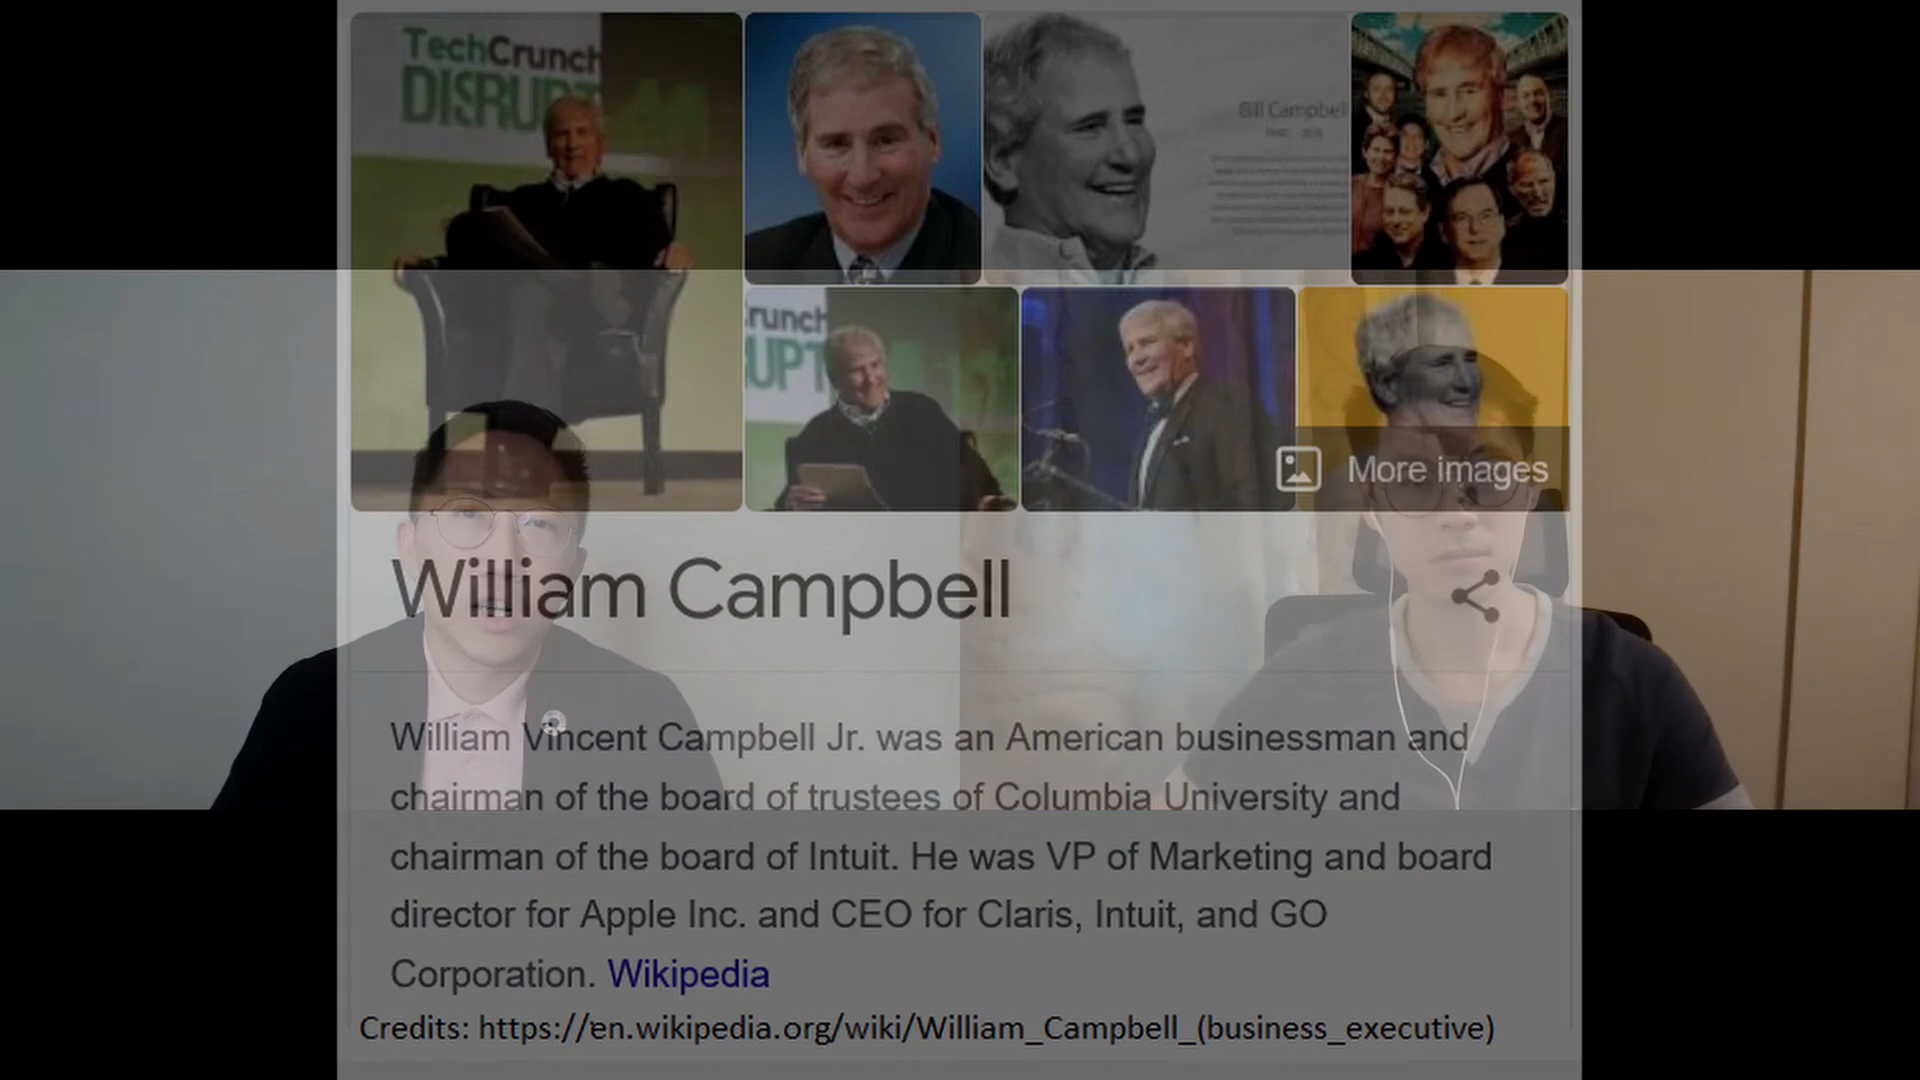 TechCrunch
DISRUPT
Bill Campbell
Crunch
UPT
More images
William Campbell
William Vincent Campbell Jr. was an American businessman and
chairman of the board of trustees of Columbia University and
chairman of the board of Intuit. He was VP of Marketing and board
director for Apple Inc. and CEO for Claris, Intuit, and GO
Corporation. Wikipedia
Credits: https://en.wikipedia.org/wiki/William_Campbell_(business_executive)